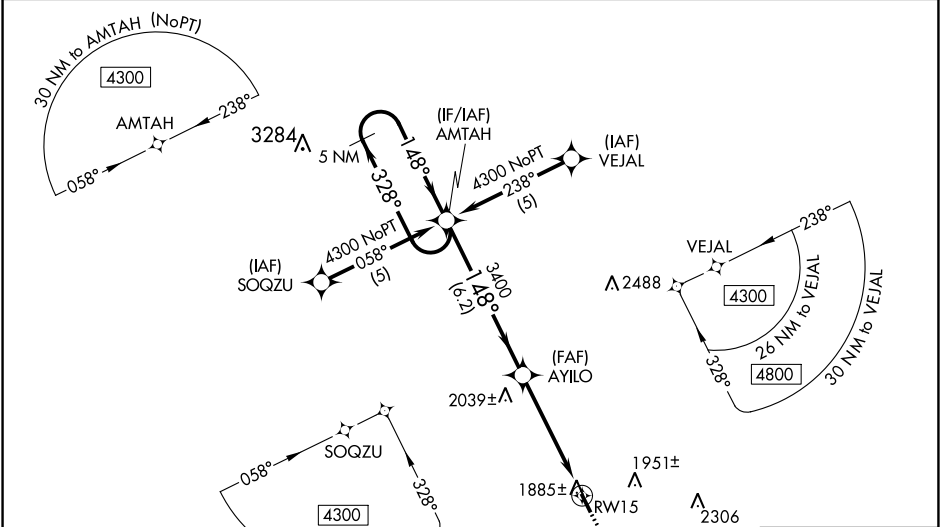 30 NM to AMTAH (NoPT)
4300
AMTAH
238°
058°
3284
5 NM
328°
148°
(IF/IAF)
AMTAH
(IAF)
VEJAL
4300 NoPT
238°
(5)
4300 NoPT
058°
(5)
(IAF)
SOQZU
3400
148°
(6.2)
(FAF)
AYILO
2039±
2488
VEJAL
238°
4300
26 NM to VEJAL
4800
30 NM to VEJAL
328°
SOQZU
058°
328°
4300
1885±
RW15
1951±
2306